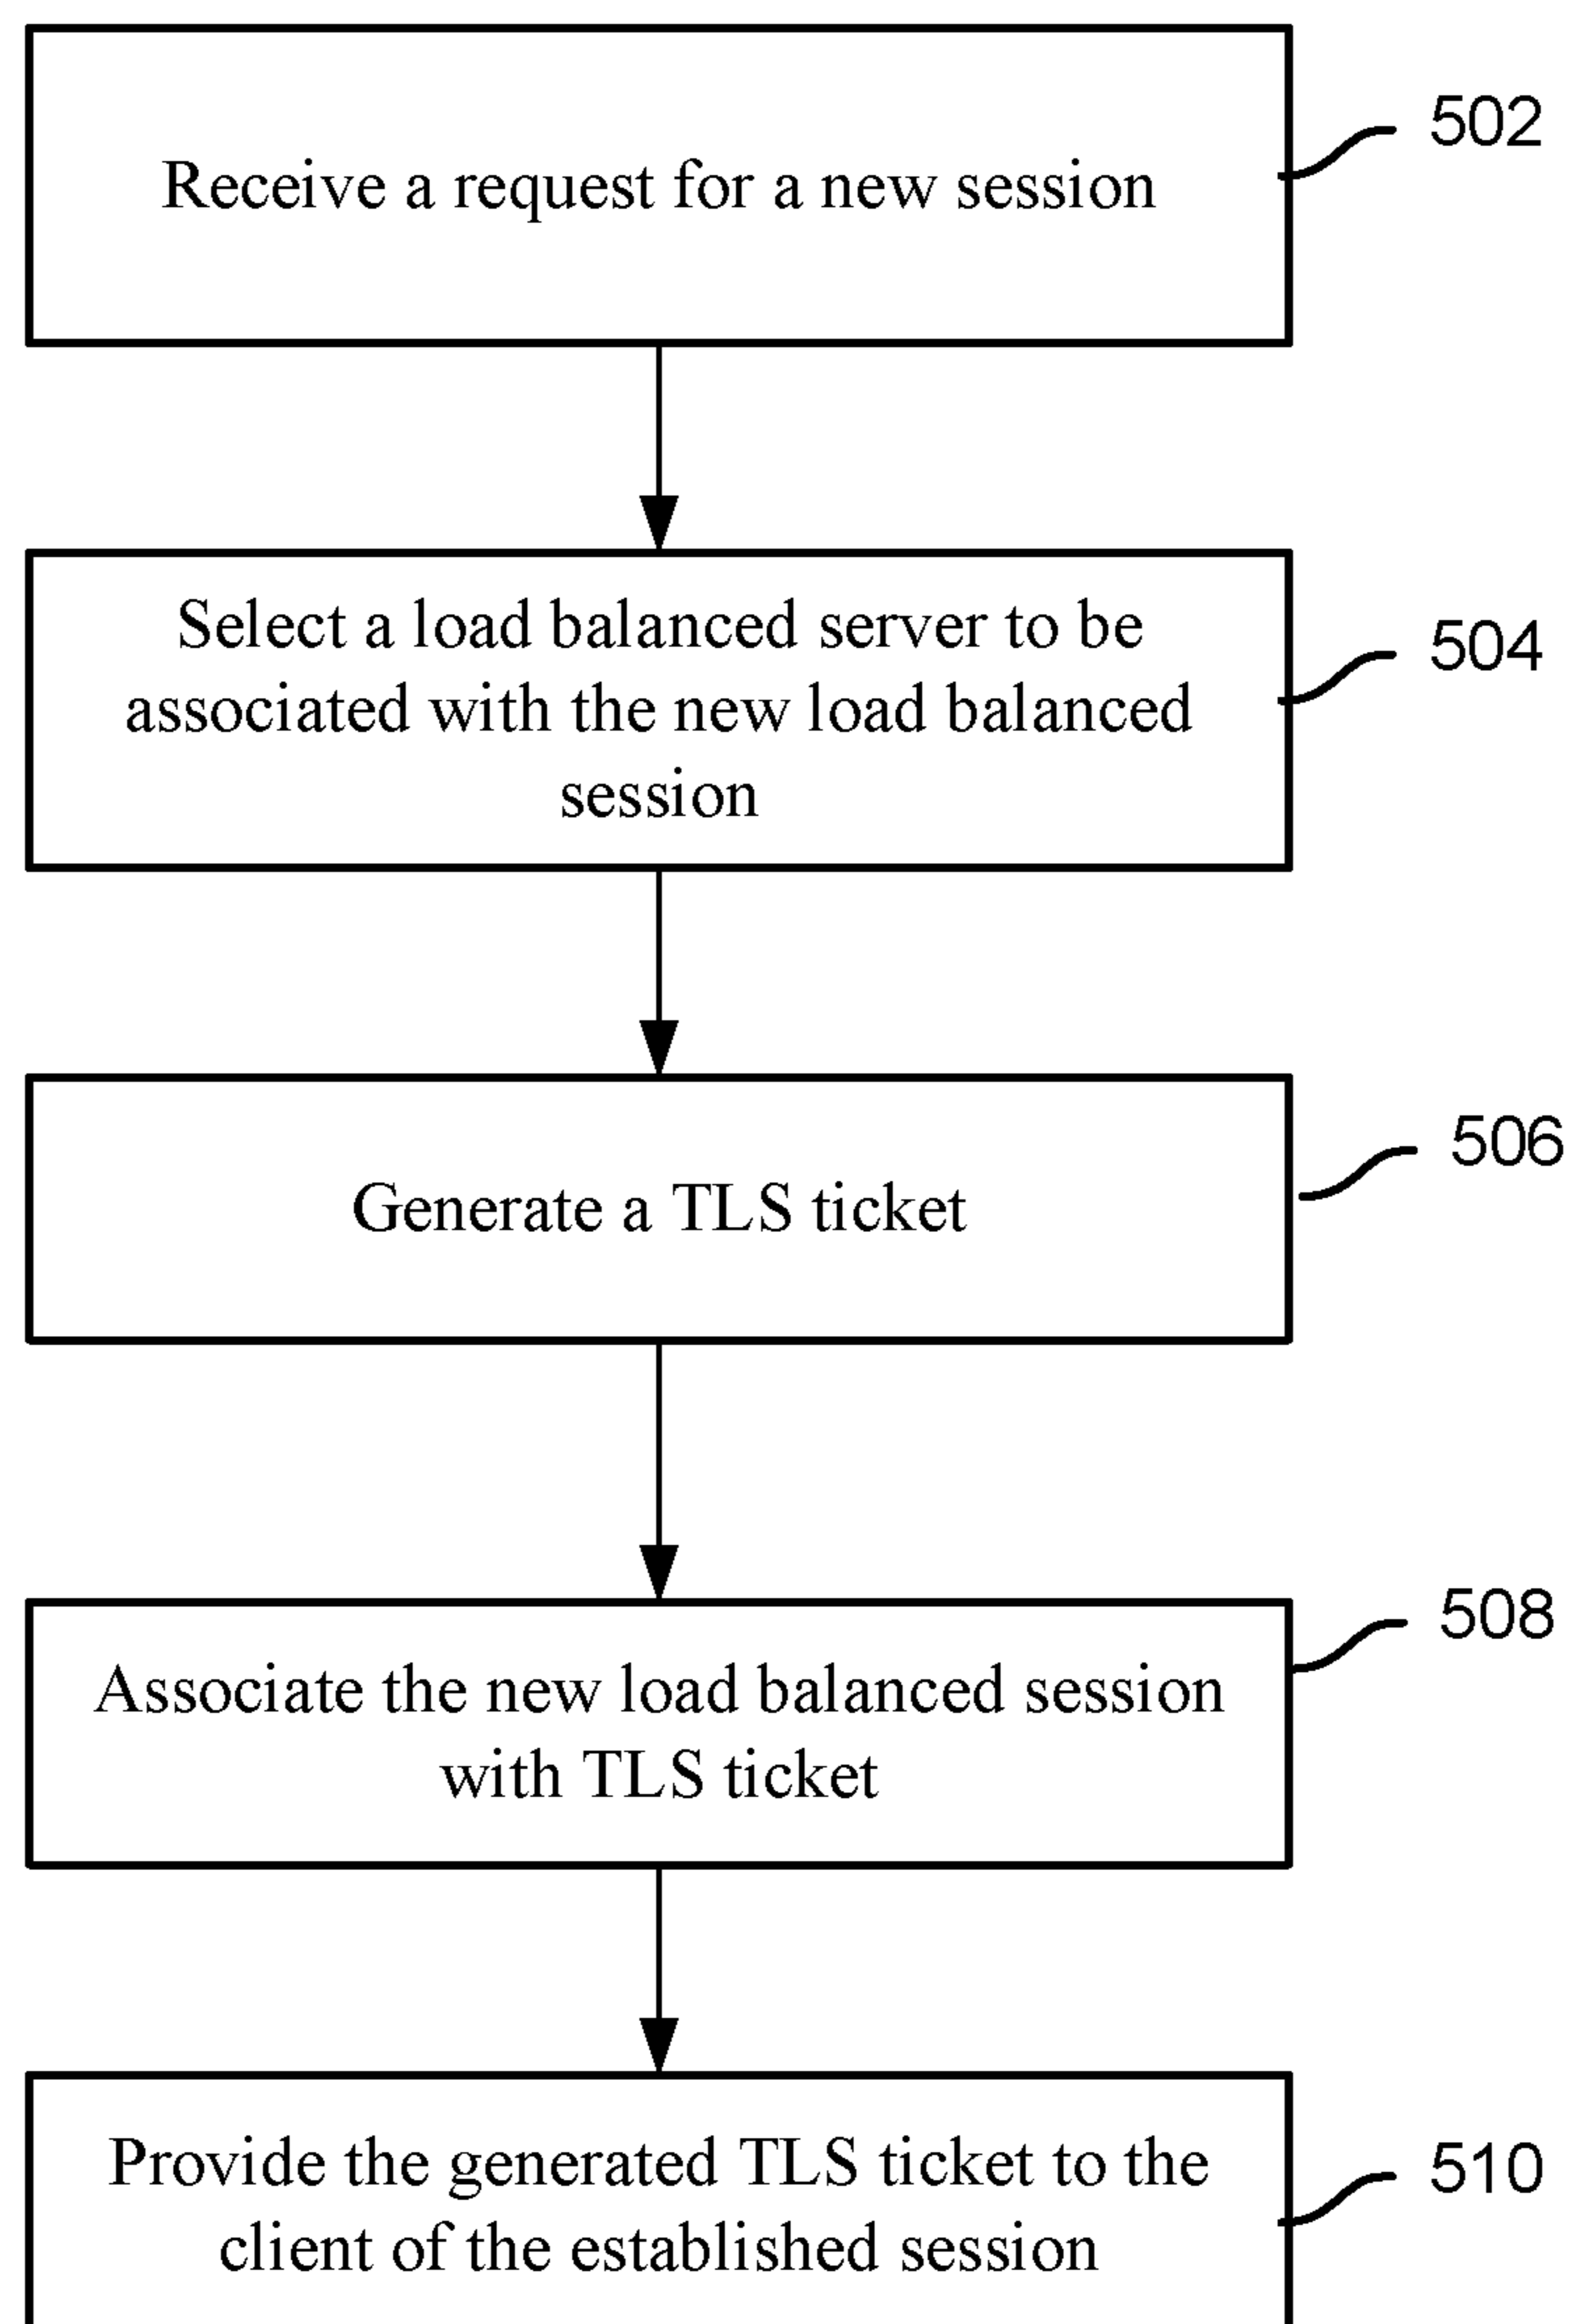 Receive a request for a new session
502
Select a load balanced server to be
associated with the new load balanced
session
504
Generate a TLS ticket
506
Associate the new load balanced session
with TLS ticket
508
Provide the generated TLS ticket to the
client of the established session
510